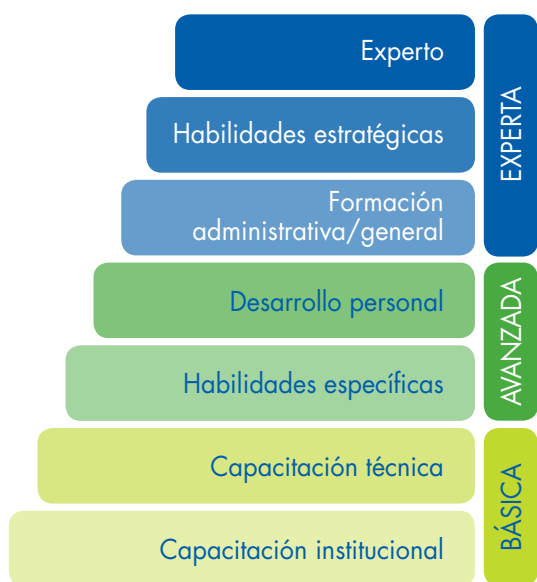 Experto
Habilidades estratégicas
Formación
administrativa/general
EXPERTA
Desarrollo personal
Habilidades específicas
AVANZADA
Capacitación técnica
Capacitación institucional
BÁSICA